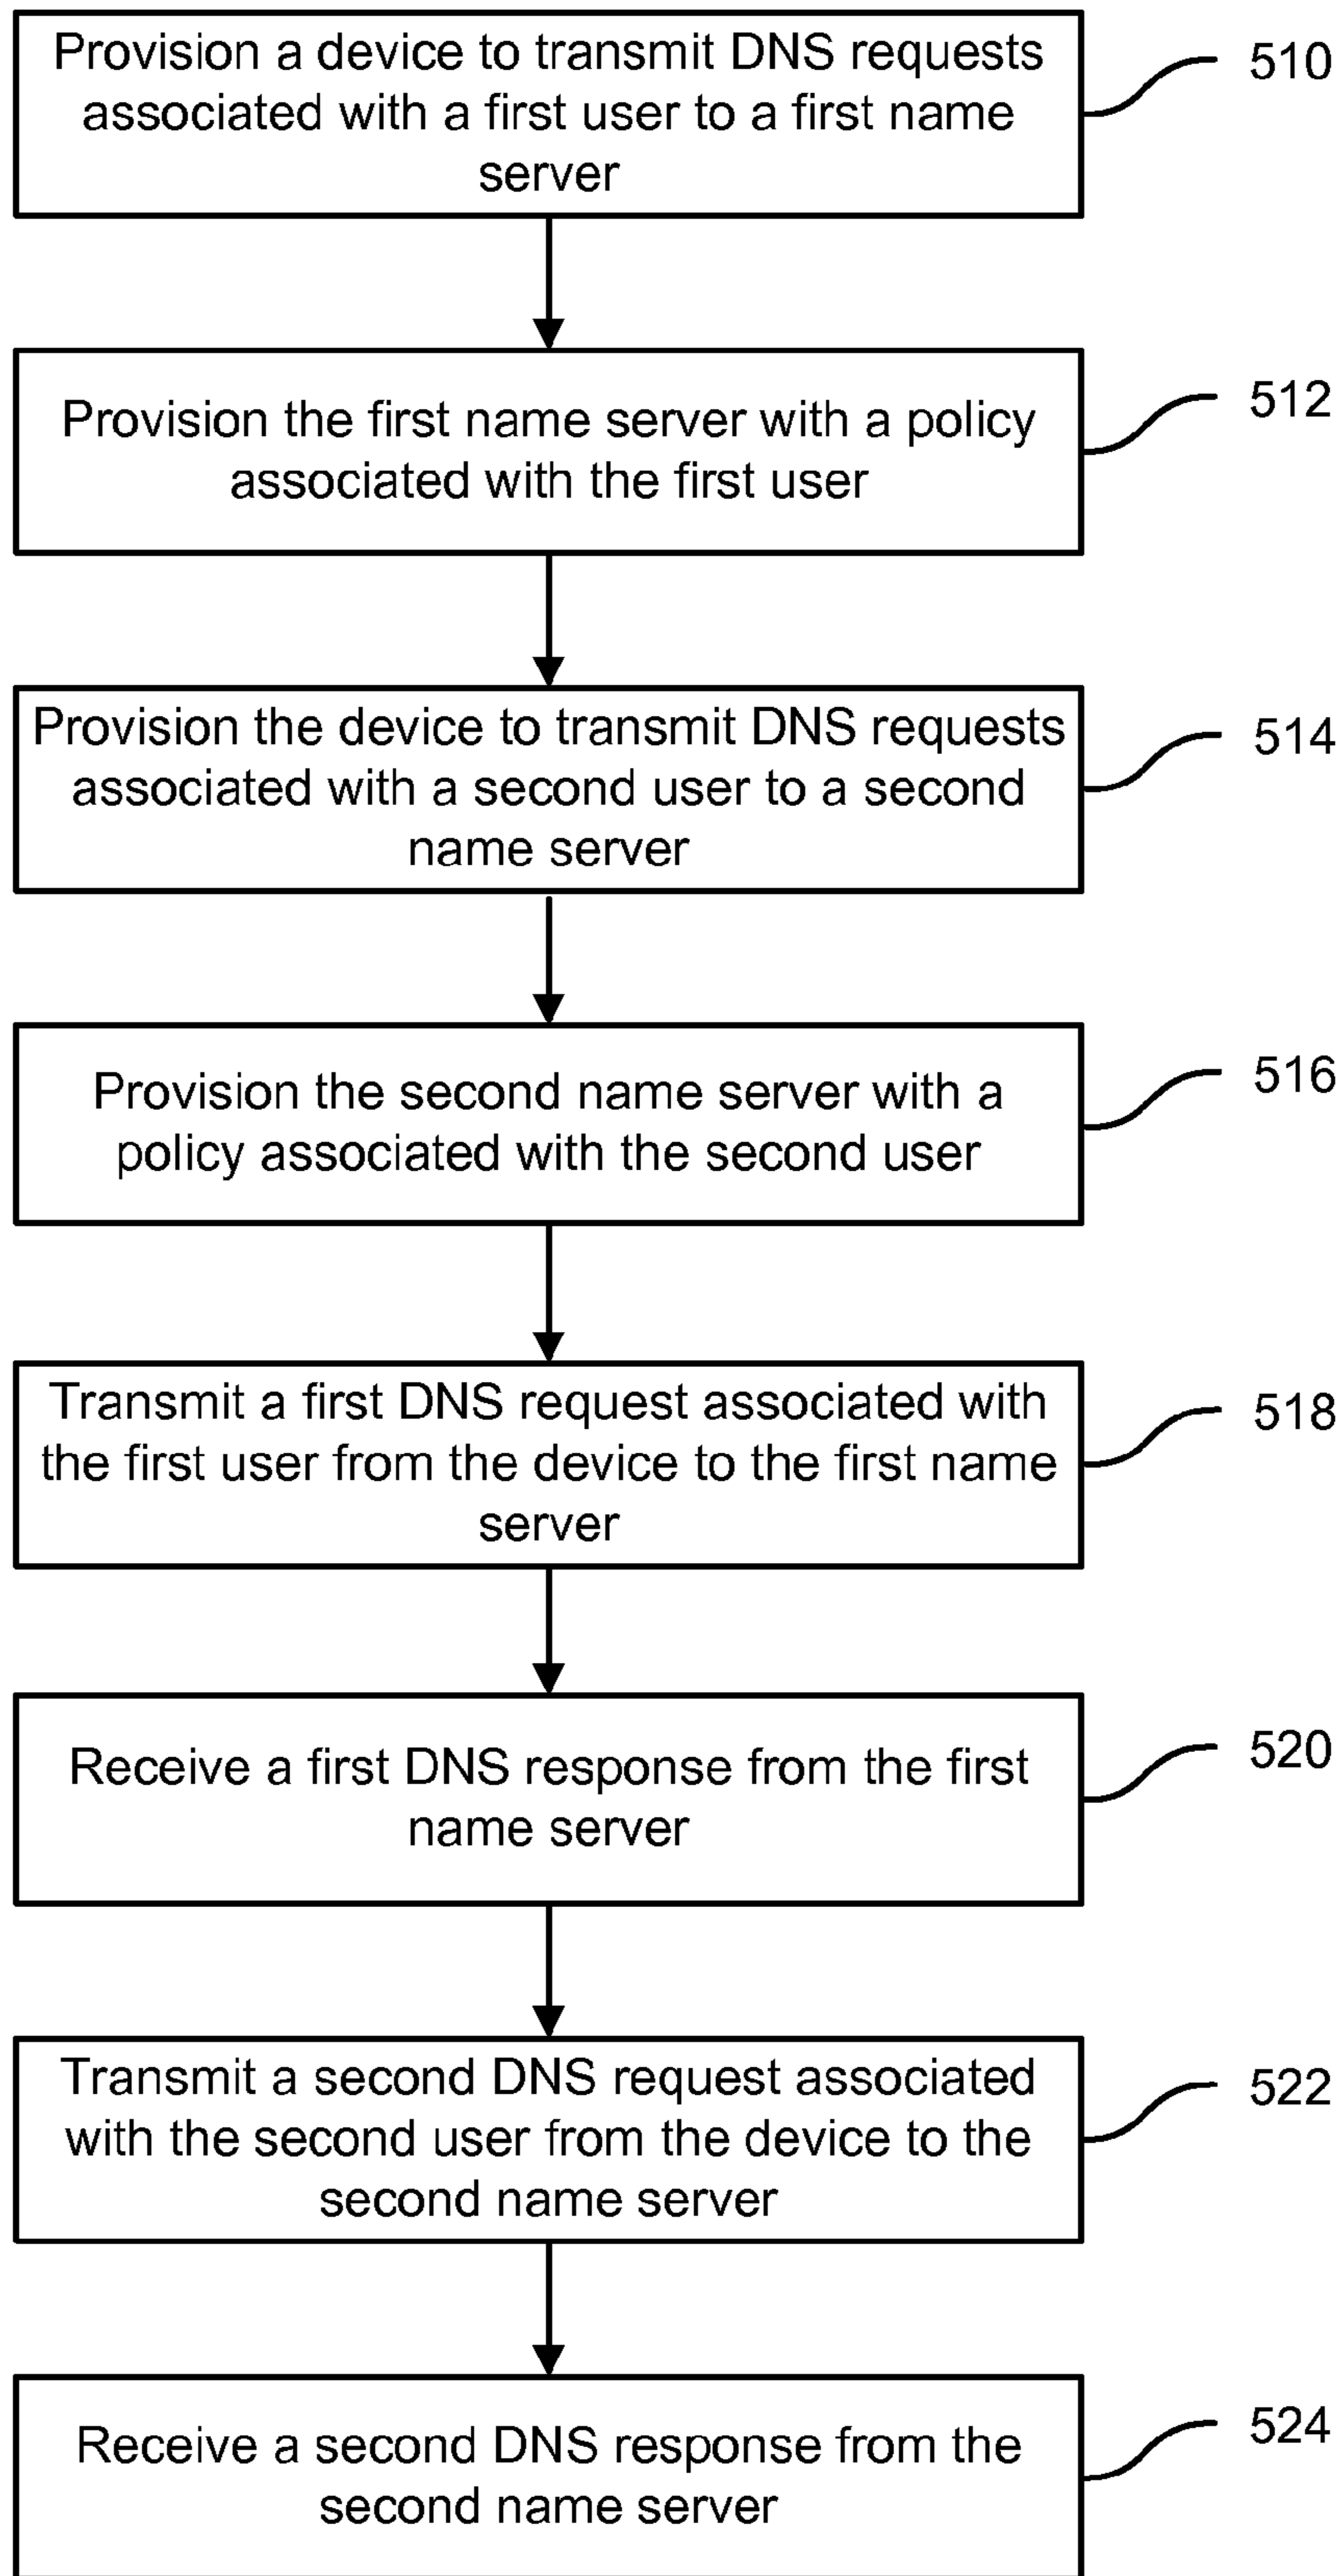 Provision a device to transmit DNS requests
associated with a first user to a first name
server
510
Provision the first name server with a policy
associated with the first user
512
Provision the device to transmit DNS requests
associated with a second user to a second
name server
514
Provision the second name server with a
policy associated with the second user
516
Transmit a first DNS request associated with
the first user from the device to the first name
server
518
Receive a first DNS response from the first
name server
520
Transmit a second DNS request associated
with the second user from the device to the
second name server
522
Receive a second DNS response from the
second name server
524